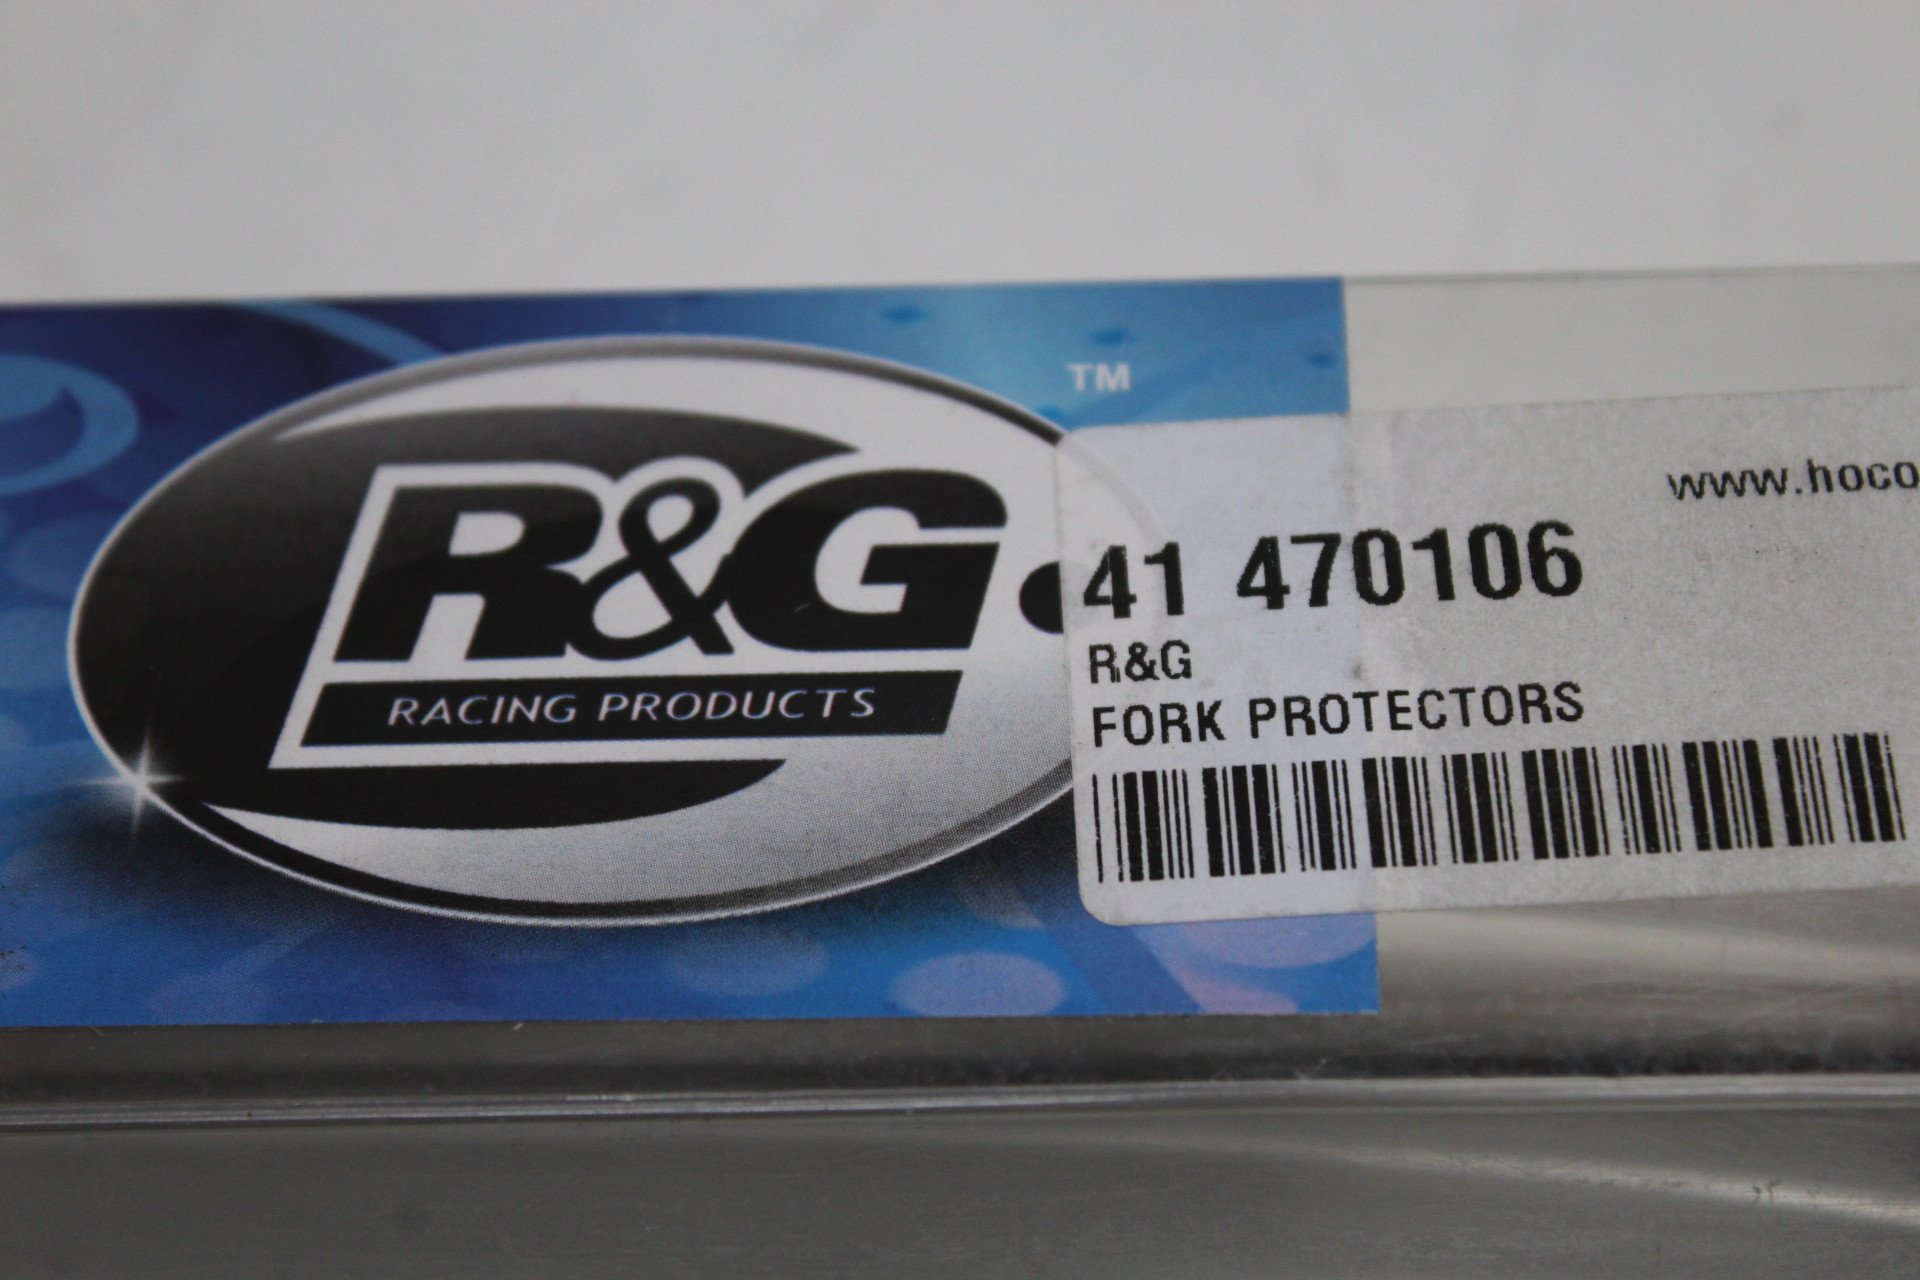 TM
R&G
RACING PRODUCTS
www.hoco
41 470106
R&G
FORK PROTECTORS